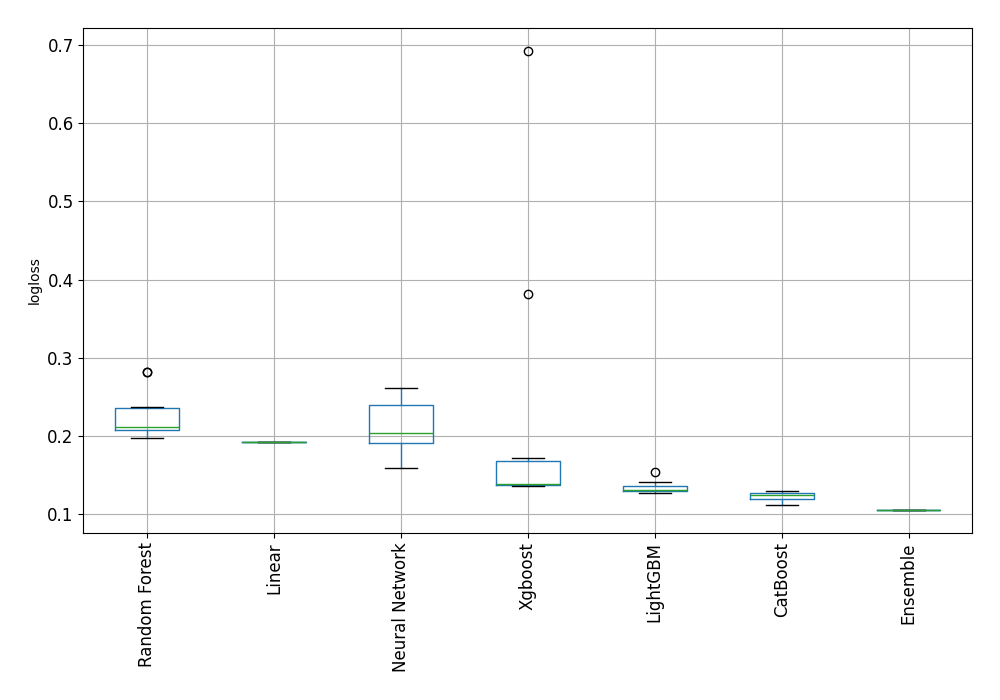 0.7
0.6
0.5
0.4
0.3
0.2
0.1
logloss
Random Forest
Linear
Neural Network
Xgboost
LightGBM
CatBoost
Ensemble